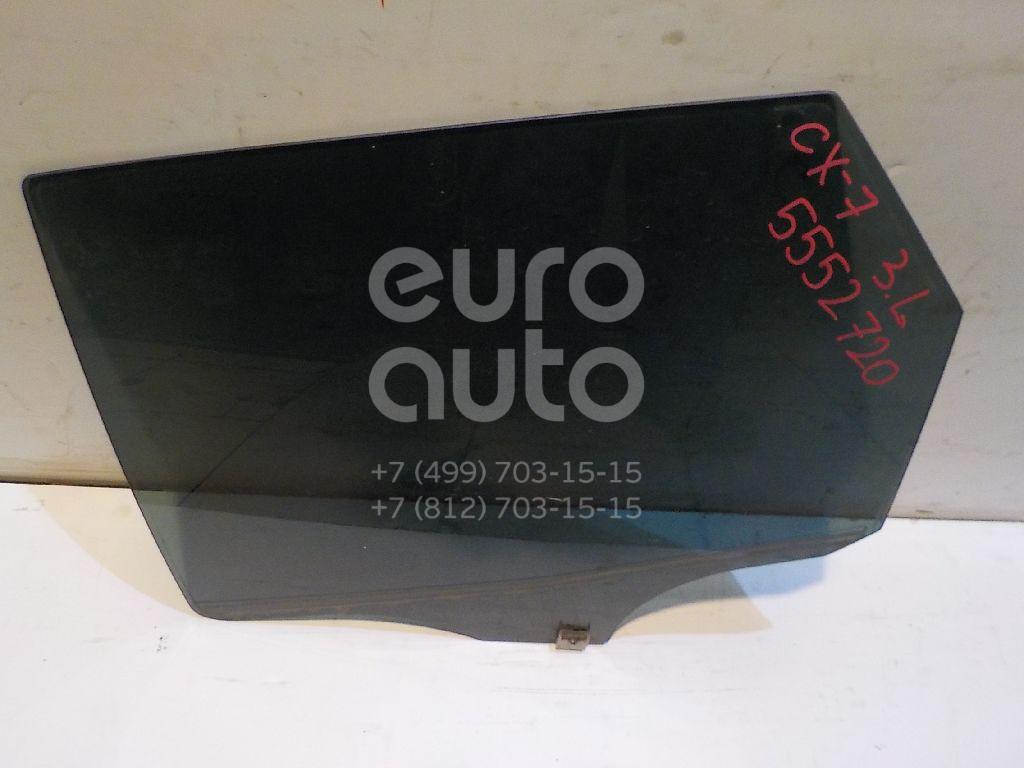 CX-7 3.L
5552720
euro
auto
+7 (499) 703-15-15
+7 (812) 703-15-15